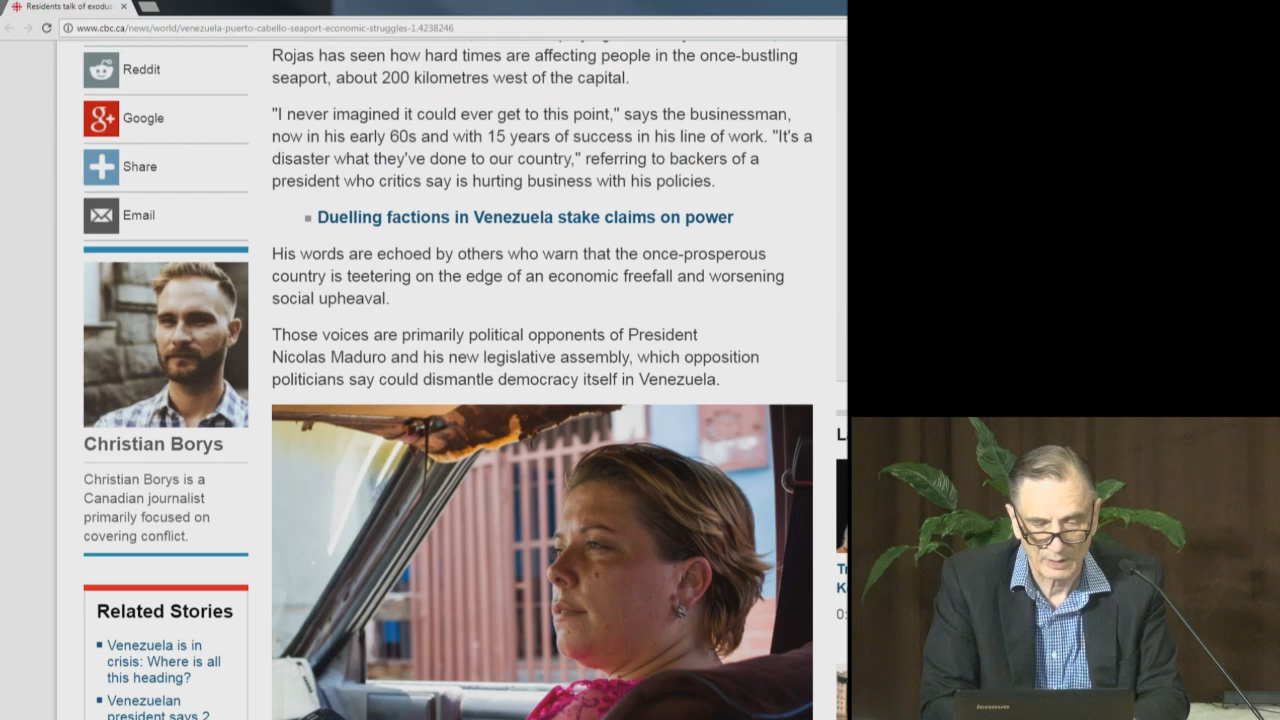 Residents talk of exodus
www.cbc.ca/news/world/venezuela-puerto-cabello-seaport-economic-struggles-1.4238246
Reddit
Google
Share
Email
Christian Borys
Christian Borys is a
Canadian journalist
primarily focused on
covering conflict.
Related Stories
Venezuela is in
crisis: Where is all
this heading?
Venezuelan
president says 2
Rojas has seen how hard times are affecting people in the once-bustling
seaport, about 200 kilometres west of the capital.
"I never imagined it could ever get to this point," says the businessman,
now in his early 60s and with 15 years of success in his line of work. "It's a
disaster what they've done to our country," referring to backers of a
president who critics say is hurting business with his policies.
Duelling factions in Venezuela stake claims on power
His words are echoed by others who warn that the once-prosperous
country is teetering on the edge of an economic freefall and worsening
social upheaval.
Those voices are primarily political opponents of President
Nicolas Maduro and his new legislative assembly, which opposition
politicians say could dismantle democracy itself in Venezuela.
lenovo